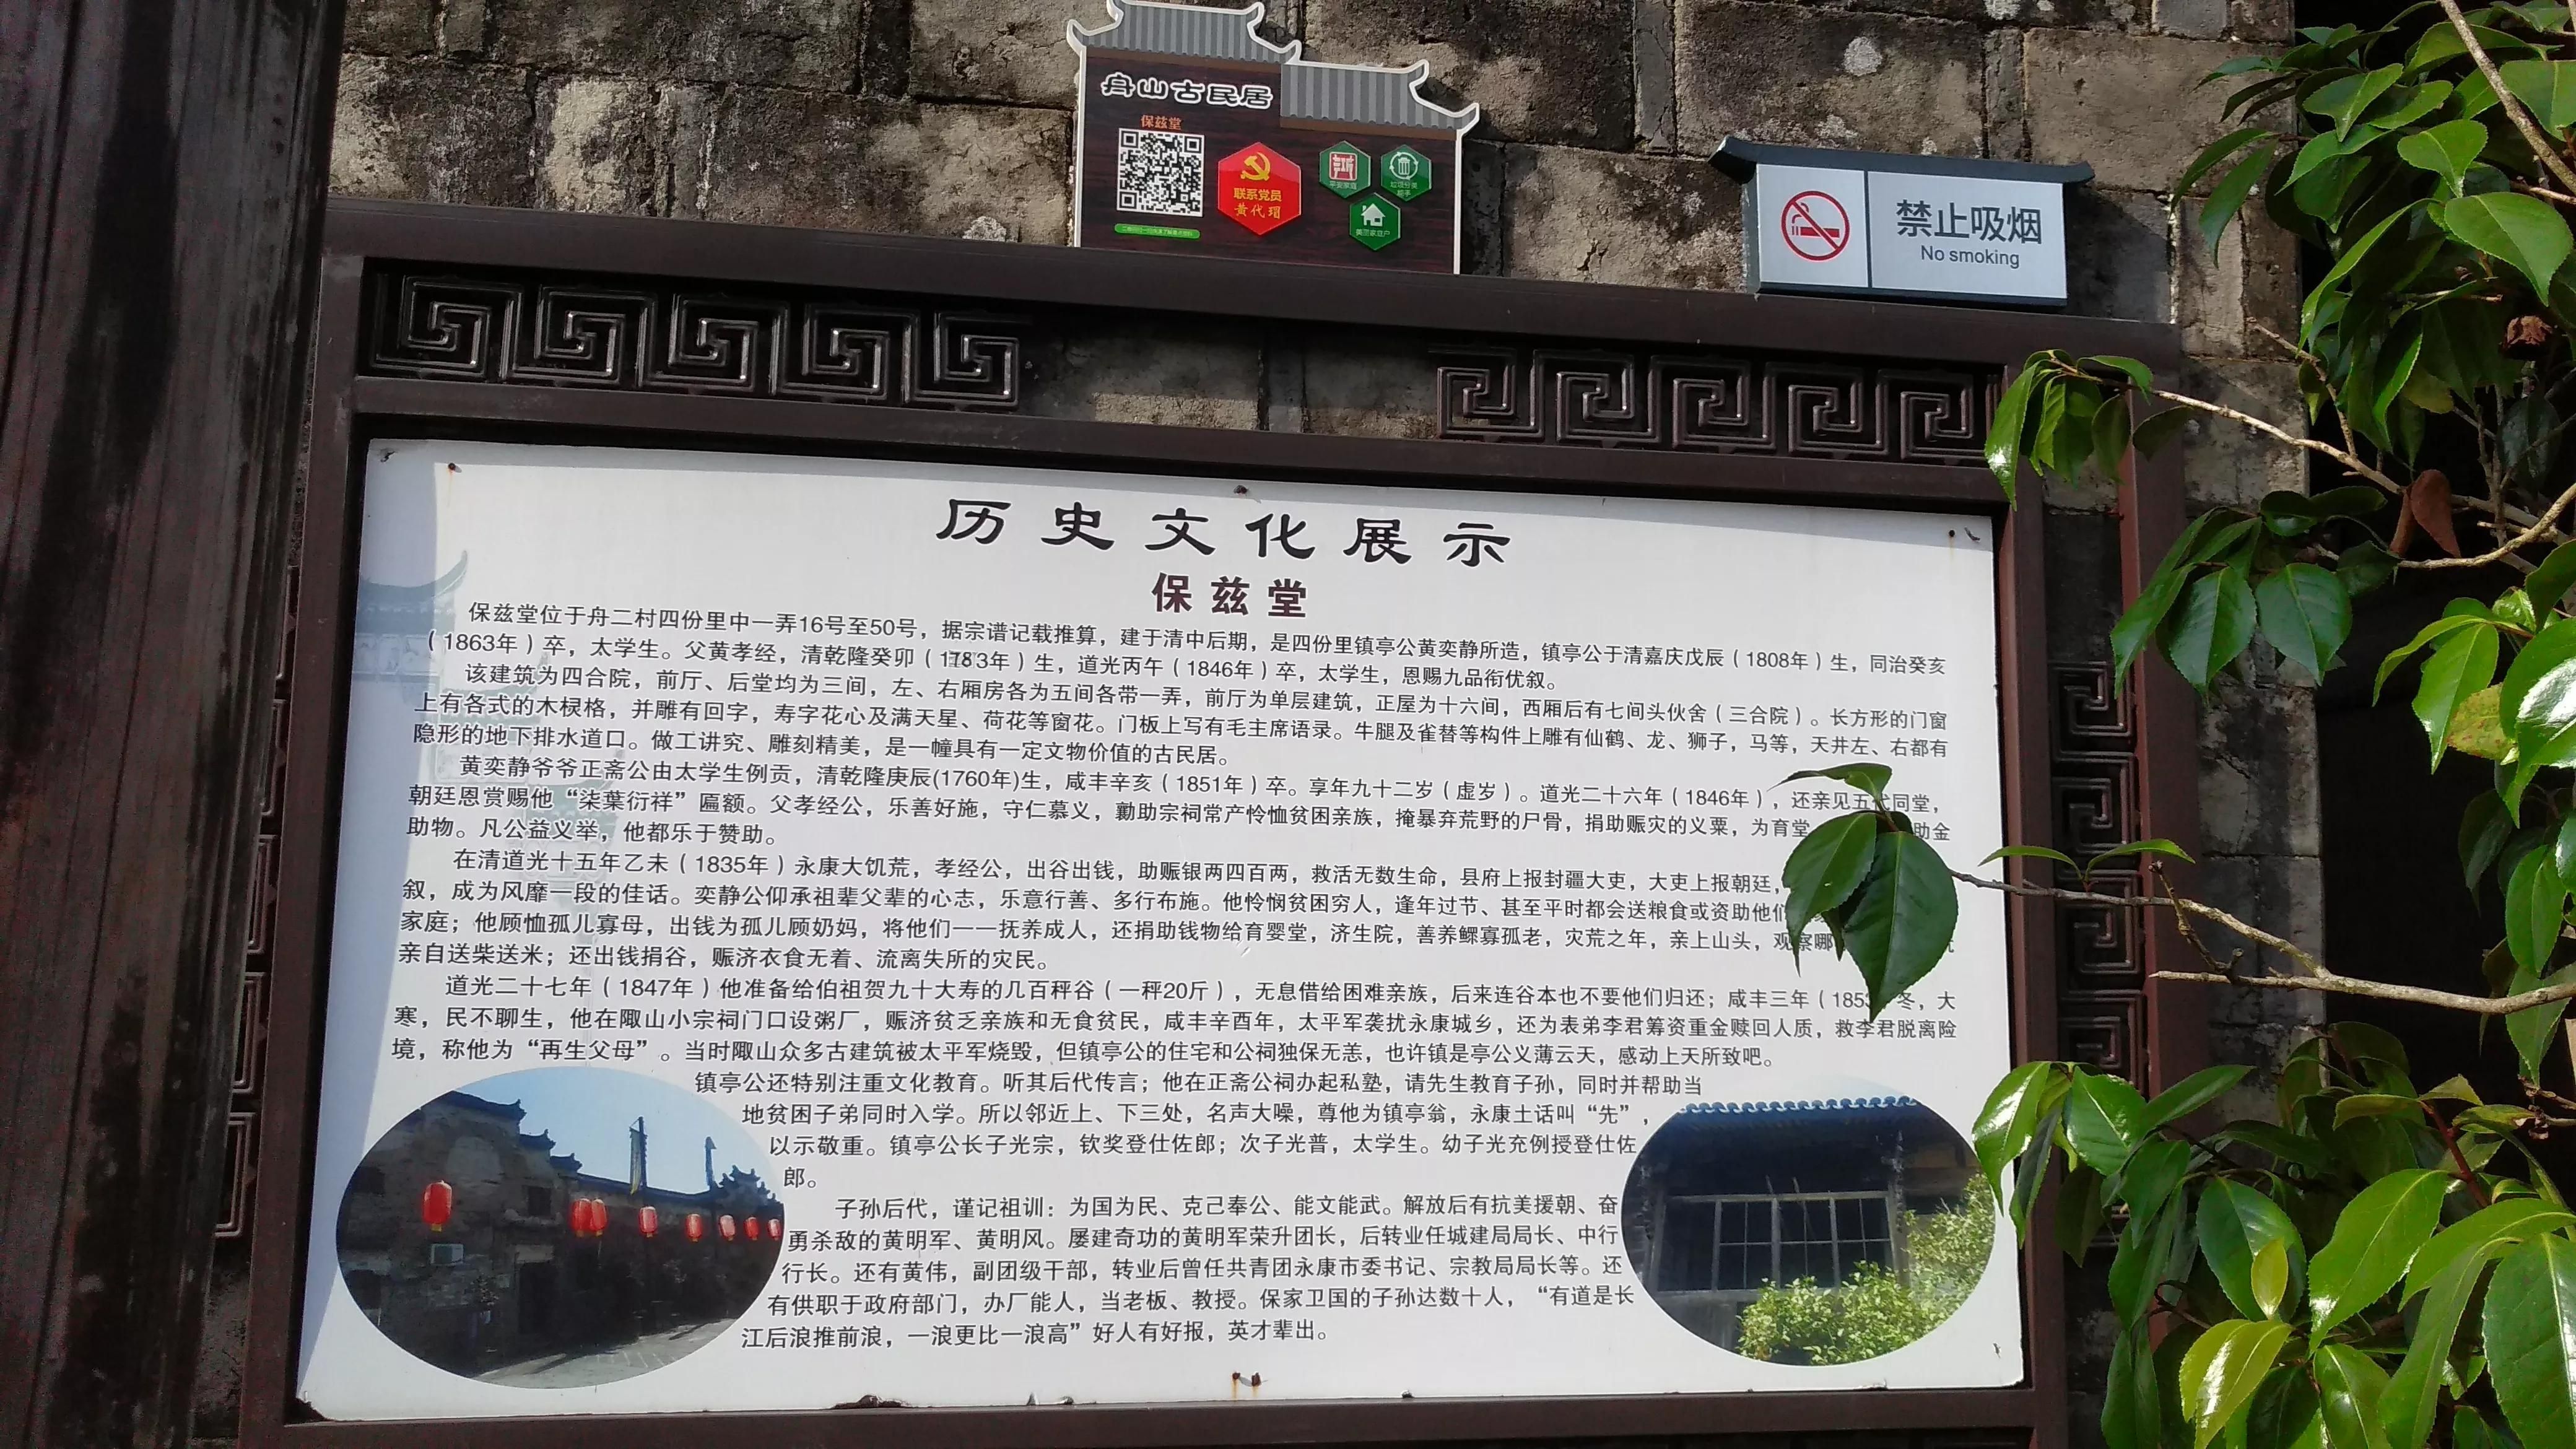 舟山古民居
保兹堂
联系党员
黄代瑁
平安家庭
垃圾分类
美丽家庭户
禁止吸烟
No smoking
历史文化展示
保兹堂
保兹堂位于舟二村四份里中一弄16号至50号，据宗谱记载推算，建于清中后期，是四份里镇亭公黄奕静所造，镇亭公于清嘉庆戊辰（1808年）生，同治癸亥
（1863年）卒，太学生。父黄孝经，清乾隆癸卯（1783年）生，道光丙午（1846年）卒，太学生，恩赐九品衔优叙。
该建筑为四合院，前厅、后堂均为三间，左、右厢房各为五间各带一弄，前厅为单层建筑，正屋为十六间，西厢后有七间头伙舍（三合院）。长方形的门窗
上有各式的木棂格，并雕有回字，寿字花心及满天星、荷花等窗花。门板上写有毛主席语录。牛腿及雀替等构件上雕有仙鹤、龙、狮子，马等，天井左、右都有
隐形的地下排水道口。做工讲究、雕刻精美，是一幢具有一定文物价值的古民居。
黄奕静爷爷正斋公由太学生例贡，清乾隆庚辰(1760年)生，咸丰辛亥（1851年）卒。享年九十二岁（虚岁）。道光二十六年（1846年），还亲见五代同堂，
朝廷恩赏赐他“柒葉衍祥”匾额。父孝经公，乐善好施，守仁慕义，勷助宗祠常产怜恤贫困亲族，掩暴弃荒野的尸骨，捐助赈灾的义粟，为育堂 助金
助物。凡公益义举，他都乐于赞助。
在清道光十五年乙未（1835年）永康大饥荒，孝经公，出谷出钱，助赈银两四百两，救活无数生命，县府上报封疆大吏，大吏上报朝廷，
叙，成为风靡一段的佳话。奕静公仰承祖辈父辈的心志，乐意行善、多行布施。他怜悯贫困穷人，逢年过节、甚至平时都会送粮食或资助他们
家庭；他顾恤孤儿寡母，出钱为孤儿顾奶妈，将他们一一抚养成人，还捐助钱物给育婴堂，济生院，善养鳏寡孤老，灾荒之年，亲上山头，观察哪
亲自送柴送米；还出钱捐谷，赈济衣食无着、流离失所的灾民。
道光二十七年（1847年）他准备给伯祖贺九十大寿的几百秤谷（一秤20斤），无息借给困难亲族，后来连谷本也不要他们归还；咸丰三年（1853 冬，大
寒，民不聊生，他在陬山小宗祠门口设粥厂，赈济贫乏亲族和无食贫民，咸丰辛酉年，太平军袭扰永康城乡，还为表弟李君筹资重金赎回人质，救李君脱离险
境，称他为“再生父母”。当时陬山众多古建筑被太平军烧毁，但镇亭公的住宅和公祠独保无恙，也许镇是亭公义薄云天，感动上天所致吧。
镇亭公还特别注重文化教育。听其后代传言；他在正斋公祠办起私塾，请先生教育子孙，同时并帮助当
地贫困子弟同时入学。所以邻近上、下三处，名声大噪，尊他为镇亭翁，永康土话叫“先”，
以示敬重。镇亭公长子光宗，钦奖登仕佐郎；次子光普，太学生。幼子光充例授登仕佐
郎。
子孙后代，谨记祖训：为国为民、克己奉公、能文能武。解放后有抗美援朝、奋
勇杀敌的黄明军、黄明风。屡建奇功的黄明军荣升团长，后转业任城建局局长、中行
行长。还有黄伟，副团级干部，转业后曾任共青团永康市委书记、宗教局局长等。还
有供职于政府部门，办厂能人，当老板、教授。保家卫国的子孙达数十人，“有道是长
江后浪推前浪，一浪更比一浪高”好人有好报，英才辈出。